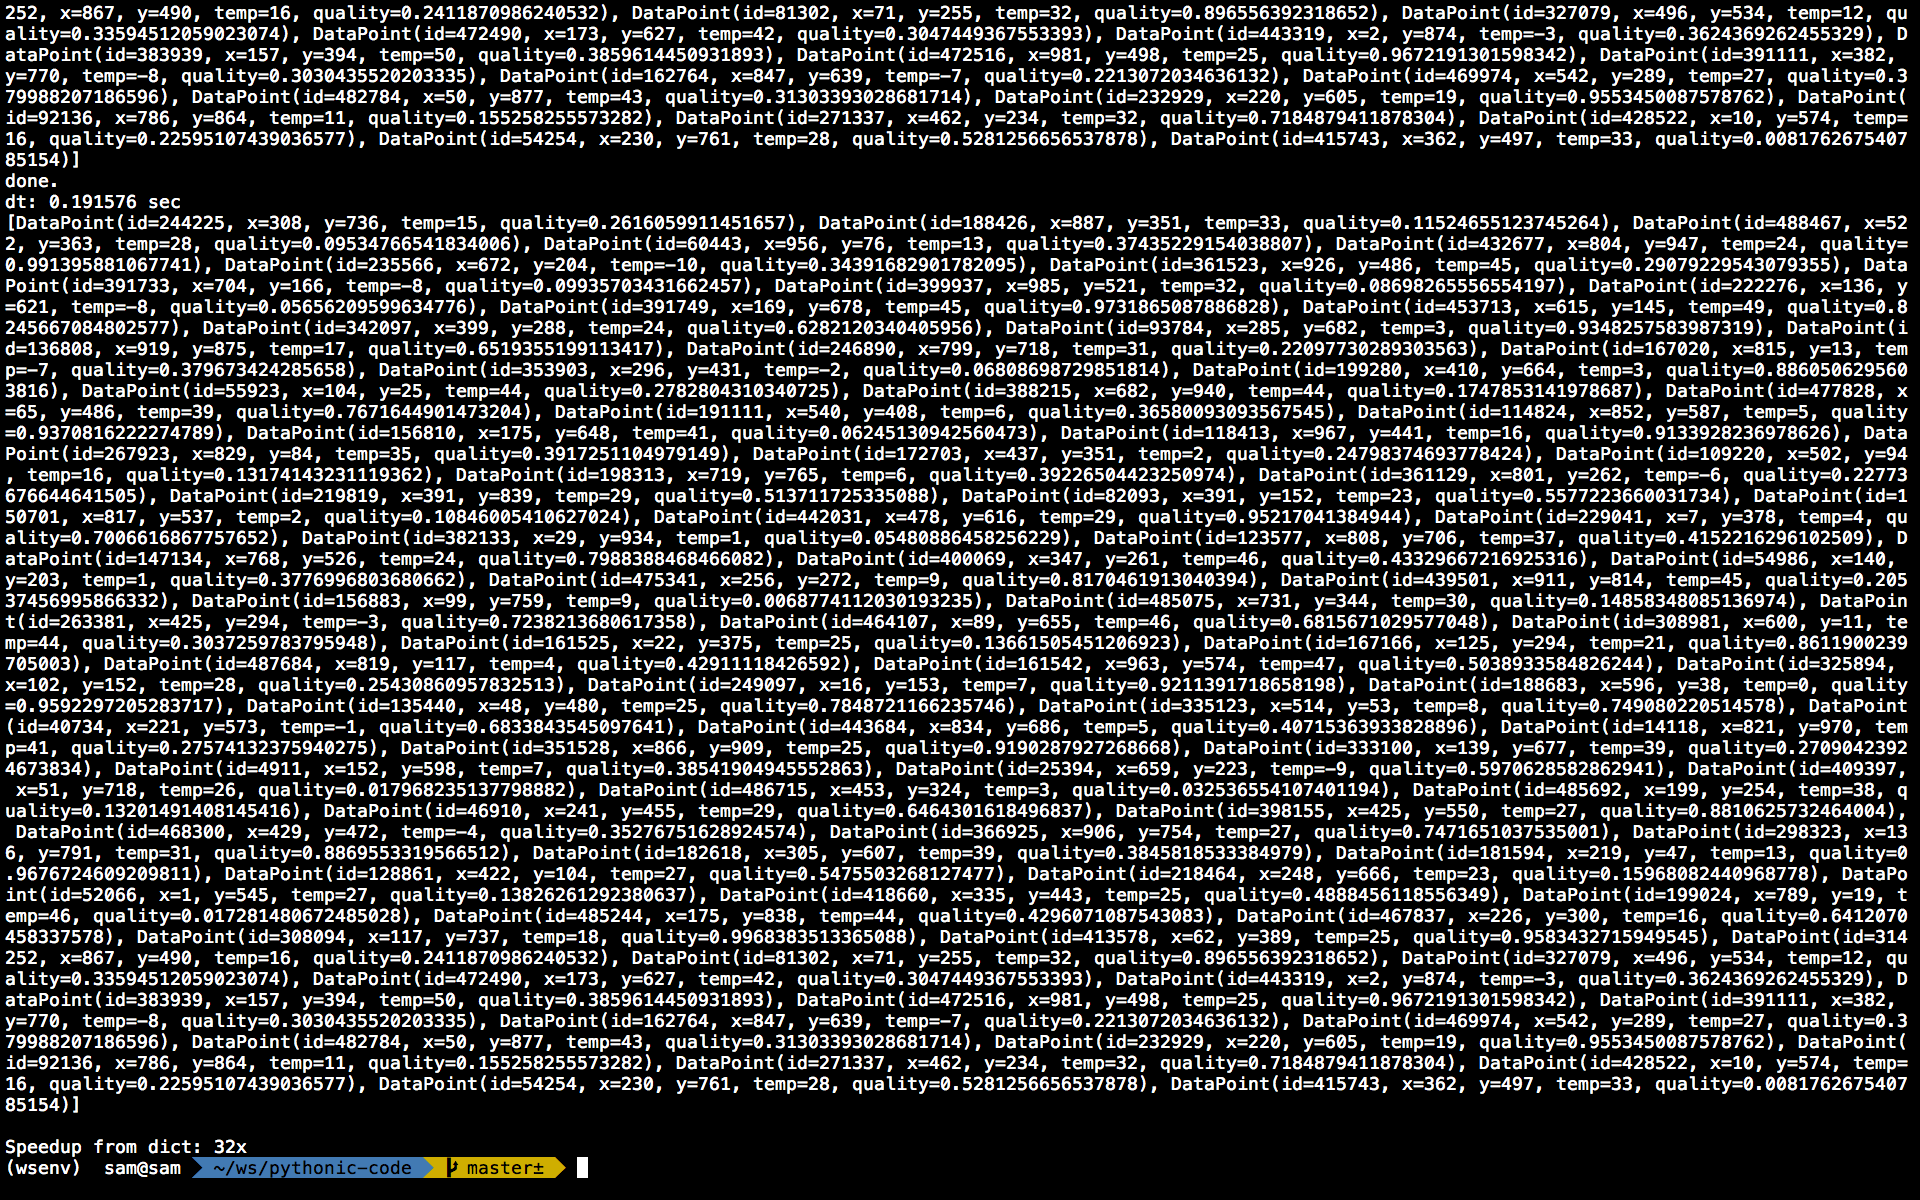 252, x=867, y=490, temp=16, quality=0.2411870986240532), DataPoint(id=81302, x=71, y=255, temp=32, quality=0.896556392318652), DataPoint(id=327079, x=496, y=534, temp=12, qu
ality=0.33594512059023074), DataPoint(id=472490, x=173, y=627, temp=42, quality=0.3047449367553393), DataPoint(id=443319, x=2, y=874, temp=-3, quality=0.3624369262455329), D
ataPoint(id=383939, x=157, y=394, temp=50, quality=0.3859614450931893), DataPoint(id=472516, x=981, y=498, temp=25, quality=0.9672191301598342), DataPoint(id=391111, x=382,
y=770, temp=-8, quality=0.3030435520203335), DataPoint(id=162764, x=847, y=639, temp=-7, quality=0.2213072034636132), DataPoint(id=469974, x=542, y=289, temp=27, quality=0.3
79988207186596), DataPoint(id=482784, x=50, y=877, temp=43, quality=0.31303393028681714), DataPoint(id=232929, x=220, y=605, temp=19, quality=0.9553450087578762), DataPoint(
id=92136, x=786, y=864, temp=11, quality=0.155258255573282), DataPoint(id=271337, x=462, y=234, temp=32, quality=0.7184879411878304), DataPoint(id=428522, x=10, y=574, temp=
16, quality=0.22595107439036577), DataPoint(id=54254, x=230, y=761, temp=28, quality=0.5281256656537878), DataPoint(id=415743, x=362, y=497, temp=33, quality=0.0081762675407
85154)]
done.
dt: 0.191576 sec
[DataPoint(id=244225, x=308, y=736, temp=15, quality=0.2616059911451657), DataPoint(id=188426, x=887, y=351, temp=33, quality=0.11524655123745264), DataPoint(id=488467, x=52
2, y=363, temp=28, quality=0.09534766541834006), DataPoint(id=60443, x=956, y=76, temp=13, quality=0.37435229154038807), DataPoint(id=432677, x=804, y=947, temp=24, quality=
0.991395881067741), DataPoint(id=235566, x=672, y=204, temp=-10, quality=0.34391682901782095), DataPoint(id=361523, x=926, y=486, temp=45, quality=0.29079229543079355), Data
Point(id=391733, x=704, y=166, temp=-8, quality=0.09935703431662457), DataPoint(id=399937, x=985, y=521, temp=32, quality=0.08698265556554197), DataPoint(id=222276, x=136, y
=621, temp=-8, quality=0.05656209599634776), DataPoint(id=391749, x=169, y=678, temp=45, quality=0.9731865087886828), DataPoint(id=453713, x=615, y=145, temp=49, quality=0.8
245667084802577), DataPoint(id=342097, x=399, y=288, temp=24, quality=0.6282120340405956), DataPoint(id=93784, x=285, y=682, temp=3, quality=0.9348257583987319), DataPoint(i
d=136808, x=919, y=875, temp=17, quality=0.6519355199113417), DataPoint(id=246890, x=799, y=718, temp=31, quality=0.22097730289303563), DataPoint(id=167020, x=815, y=13, tem
p=-7, quality=0.379673424285658), DataPoint(id=353903, x=296, y=431, temp=-2, quality=0.06808698729851814), DataPoint(id=199280, x=410, y=664, temp=3, quality=0.886050629560
3816), DataPoint(id=55923, x=104, y=25, temp=44, quality=0.2782804310340725), DataPoint(id=388215, x=682, y=940, temp=44, quality=0.1747853141978687), DataPoint(id=477828, x
=65, y=486, temp=39, quality=0.7671644901473204), DataPoint(id=191111, x=540, y=408, temp=6, quality=0.36580093093567545), DataPoint(id=114824, x=852, y=587, temp=5, quality
=0.9370816222274789), DataPoint(id=156810, x=175, y=648, temp=41, quality=0.06245130942560473), DataPoint(id=118413, x=967, y=441, temp=16, quality=0.9133928236978626), Data
Point(id=267923, x=829, y=84, temp=35, quality=0.3917251104979149), DataPoint(id=172703, x=437, y=351, temp=2, quality=0.24798374693778424), DataPoint(id=109220, x=502, y=94
, temp=16, quality=0.13174143231119362), DataPoint(id=198313, x=719, y=765, temp=6, quality=0.39226504423250974), DataPoint(id=361129, x=801, y=262, temp=-6, quality=0.22773
676644641505), DataPoint(id=219819, x=391, y=839, temp=29, quality=0.513711725335088), DataPoint(id=82093, x=391, y=152, temp=23, quality=0.5577223660031734), DataPoint(id=1
50701, x=817, y=537, temp=2, quality=0.10846005410627024), DataPoint(id=442031, x=478, y=616, temp=29, quality=0.95217041384944), DataPoint(id=229041, x=7, y=378, temp=4, qu
ality=0.7006616867757652), DataPoint(id=382133, x=29, y=934, temp=1, quality=0.05480886458256229), DataPoint(id=123577, x=808, y=706, temp=37, quality=0.4152216296102509), D
ataPoint(id=147134, x=768, y=526, temp=24, quality=0.7988388468466082), DataPoint(id=400069, x=347, y=261, temp=46, quality=0.43329667216925316), DataPoint(id=54986, x=140,
y=203, temp=1, quality=0.3776996803680662), DataPoint(id=475341, x=256, y=272, temp=9, quality=0.8170461913040394), DataPoint(id=439501, x=911, y=814, temp=45, quality=0.205
37456995866332), DataPoint(id=156883, x=99, y=759, temp=9, quality=0.0068774112030193235), DataPoint(id=485075, x=731, y=344, temp=30, quality=0.14858348085136974), DataPoin
t(id=263381, x=425, y=294, temp=-3, quality=0.7238213680617358), DataPoint(id=464107, x=89, y=655, temp=46, quality=0.6815671029577048), DataPoint(id=308981, x=600, y=11, te
mp=44, quality=0.3037259783795948), DataPoint(id=161525, x=22, y=375, temp=25, quality=0.13661505451206923), DataPoint(id=167166, x=125, y=294, temp=21, quality=0.8611900239
705003), DataPoint(id=487684, x=819, y=117, temp=4, quality=0.42911118426592), DataPoint(id=161542, x=963, y=574, temp=47, quality=0.5038933584826244), DataPoint(id=325894,
x=102, y=152, temp=28, quality=0.25430860957832513), DataPoint(id=249097, x=16, y=153, temp=7, quality=0.9211391718658198), DataPoint(id=188683, x=596, y=38, temp=0, quality
=0.9592297205283717), DataPoint(id=135440, x=48, y=480, temp=25, quality=0.7848721166235746), DataPoint(id=335123, x=514, y=53, temp=8, quality=0.749080220514578), DataPoint
(id=40734, x=221, y=573, temp=-1, quality=0.6833843545097641), DataPoint(id=443684, x=834, y=686, temp=5, quality=0.40715363933828896), DataPoint(id=14118, x=821, y=970, tem
p=41, quality=0.27574132375940275), DataPoint(id=351528, x=866, y=909, temp=25, quality=0.9190287927268668), DataPoint(id=333100, x=139, y=677, temp=39, quality=0.2709042392
4673834), DataPoint(id=4911, x=152, y=598, temp=7, quality=0.38541904945552863), DataPoint(id=25394, x=659, y=223, temp=-9, quality=0.5970628582862941), DataPoint(id=409397,
x=51, y=718, temp=26, quality=0.017968235137798882), DataPoint(id=486715, x=453, y=324, temp=3, quality=0.032536554107401194), DataPoint(id=485692, x=199, y=254, temp=38, q
uality=0.13201491408145416), DataPoint(id=46910, x=241, y=455, temp=29, quality=0.6464301618496837), DataPoint(id=398155, x=425, y=550, temp=27, quality=0.8810625732464004),
DataPoint(id=468300, x=429, y=472, temp=-4, quality=0.35276751628924574), DataPoint(id=366925, x=906, y=754, temp=27, quality=0.7471651037535001), DataPoint(id=298323, x=13
6, y=791, temp=31, quality=0.8869553319566512), DataPoint(id=182618, x=305, y=607, temp=39, quality=0.3845818533384979), DataPoint(id=181594, x=219, y=47, temp=13, quality=0
.9676724609209811), DataPoint(id=128861, x=422, y=104, temp=27, quality=0.5475503268127477), DataPoint(id=218464, x=248, y=666, temp=23, quality=0.15968082440968778), DataPo
int(id=52066, x=1, y=545, temp=27, quality=0.13826261292380637), DataPoint(id=418660, x=335, y=443, temp=25, quality=0.4888456118556349), DataPoint(id=199024, x=789, y=19, t
emp=46, quality=0.017281480672485028), DataPoint(id=485244, x=175, y=838, temp=44, quality=0.4296071087543083), DataPoint(id=467837, x=226, y=300, temp=16, quality=0.6412070
458337578), DataPoint(id=308094, x=117, y=737, temp=18, quality=0.9968383513365088), DataPoint(id=413578, x=62, y=389, temp=25, quality=0.9583432715949545), DataPoint(id=314
252, x=867, y=490, temp=16, quality=0.2411870986240532), DataPoint(id=81302, x=71, y=255, temp=32, quality=0.896556392318652), DataPoint(id=327079, x=496, y=534, temp=12, qu
ality=0.33594512059023074), DataPoint(id=472490, x=173, y=627, temp=42, quality=0.3047449367553393), DataPoint(id=443319, x=2, y=874, temp=-3, quality=0.3624369262455329), D
ataPoint(id=383939, x=157, y=394, temp=50, quality=0.3859614450931893), DataPoint(id=472516, x=981, y=498, temp=25, quality=0.9672191301598342), DataPoint(id=391111, x=382,
y=770, temp=-8, quality=0.3030435520203335), DataPoint(id=162764, x=847, y=639, temp=-7, quality=0.2213072034636132), DataPoint(id=469974, x=542, y=289, temp=27, quality=0.3
79988207186596), DataPoint(id=482784, x=50, y=877, temp=43, quality=0.31303393028681714), DataPoint(id=232929, x=220, y=605, temp=19, quality=0.9553450087578762), DataPoint(
id=92136, x=786, y=864, temp=11, quality=0.155258255573282), DataPoint(id=271337, x=462, y=234, temp=32, quality=0.7184879411878304), DataPoint(id=428522, x=10, y=574, temp=
16, quality=0.22595107439036577), DataPoint(id=54254, x=230, y=761, temp=28, quality=0.5281256656537878), DataPoint(id=415743, x=362, y=497, temp=33, quality=0.0081762675407
85154)]
Speedup from dict: 32x
(wsenv) sam@sam ~/ws/pythonic-code master±